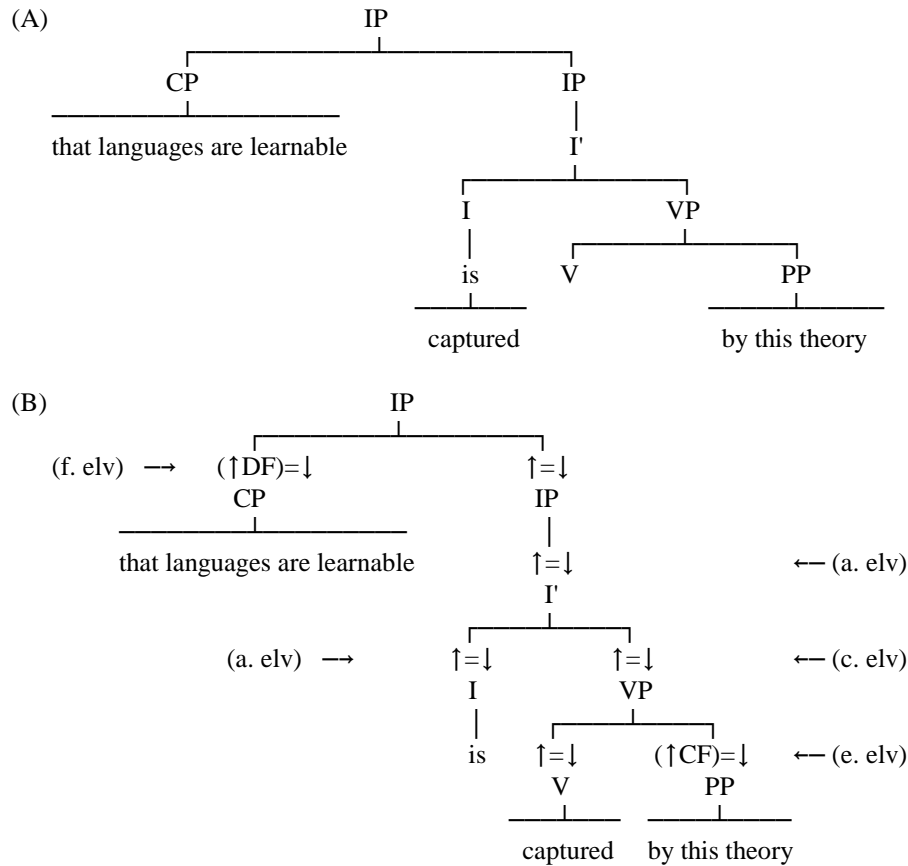 (A) IP
CP IP
that languages are learnable I'
I VP
is V PP
captured by this theory
(B) IP
(f. elv) → (↑DF)=↓ ↑=↓
CP IP
that languages are learnable ↑=↓ ← (a. elv)
I'
(a. elv) → ↑=↓ ↑=↓ ← (c. elv)
I VP
is ↑=↓ (↑CF)=↓ ← (e. elv)
V PP
captured by this theory